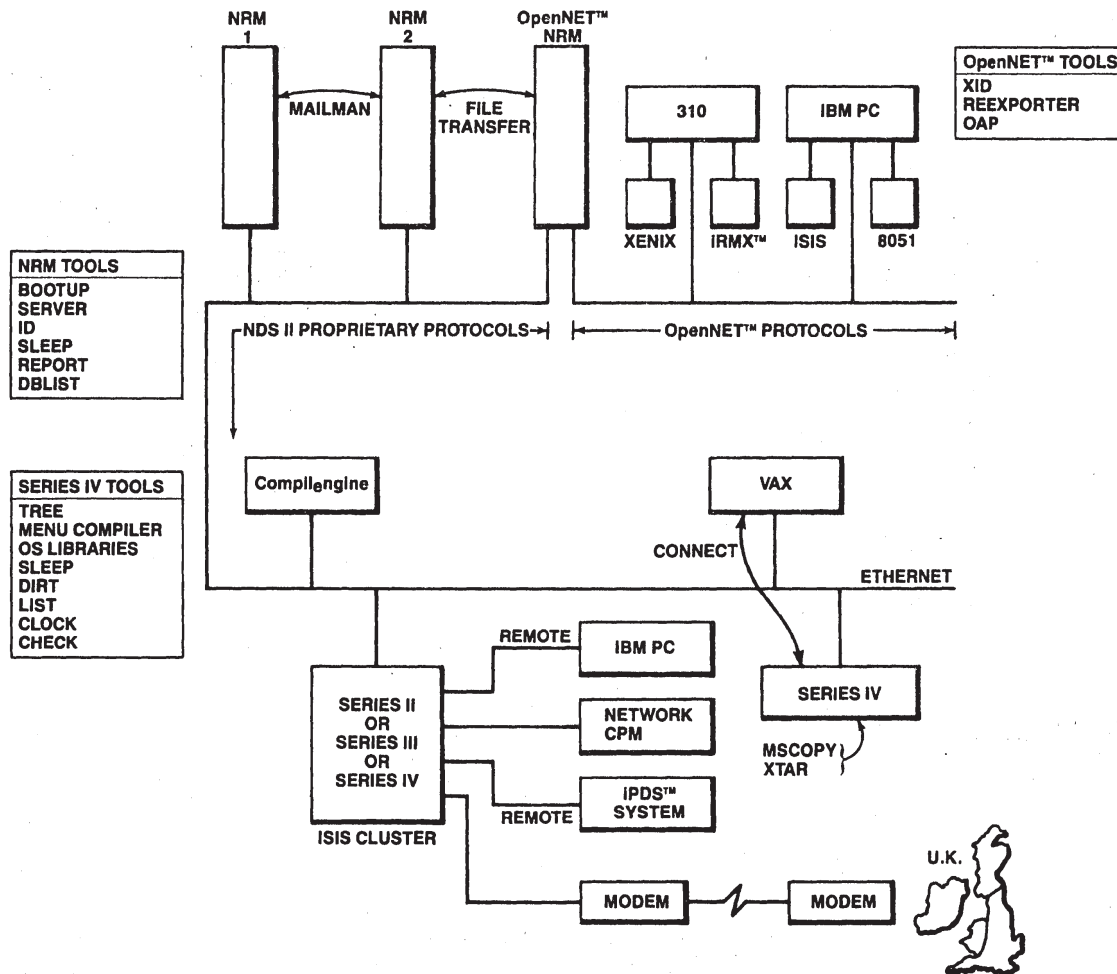 NRM
1
NRM
2
OpenNET™
NRM
MAILMAN
FILE
TRANSFER
310
IBM PC
XENIX
iRMX™
ISIS
8051
OpenNET™ TOOLS
XID
REEXPORTER
OAP
NRM TOOLS
BOOTUP
SERVER
ID
SLEEP
REPORT
DBLIST
NDS II PROPRIETARY PROTOCOLS
OpenNET™ PROTOCOLS
SERIES IV TOOLS
TREE
MENU COMPILER
OS LIBRARIES
SLEEP
DIRT
LIST
CLOCK
CHECK
Compilengine
VAX
CONNECT
ETHERNET
SERIES II
OR
SERIES III
OR
SERIES IV
ISIS CLUSTER
REMOTE
IBM PC
NETWORK
CPM
REMOTE
iPDS™
SYSTEM
SERIES IV
MSCOPY
XTAR
MODEM
MODEM
U.K.